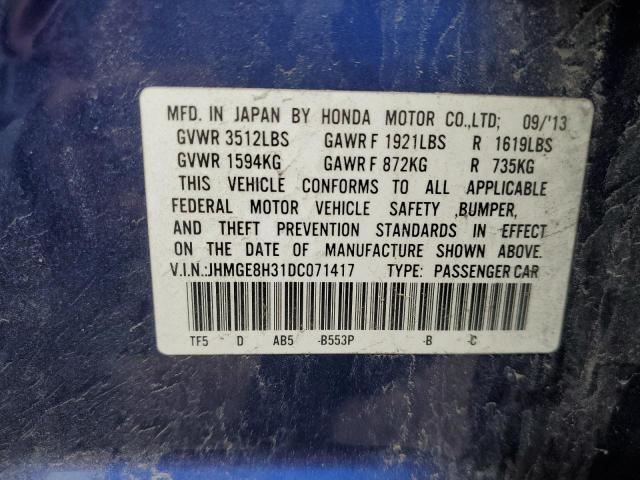 MFD. IN JAPAN BY HONDA MOTOR CO.,LTD; 09/'13
GVWR 3512LBS GAWR F 1921LBS R 1619LBS
GVWR 1594KG GAWR F 872KG R 735KG
THIS VEHICLE CONFORMS TO ALL APPLICABLE
FEDERAL MOTOR VEHICLE SAFETY ,BUMPER,
AND THEFT PREVENTION STANDARDS IN EFFECT
ON THE DATE OF MANUFACTURE SHOWN ABOVE.
V.I.N.:JHMGE8H31DC071417 TYPE: PASSENGER CAR
TF5 D AB5 -B553P -B -C